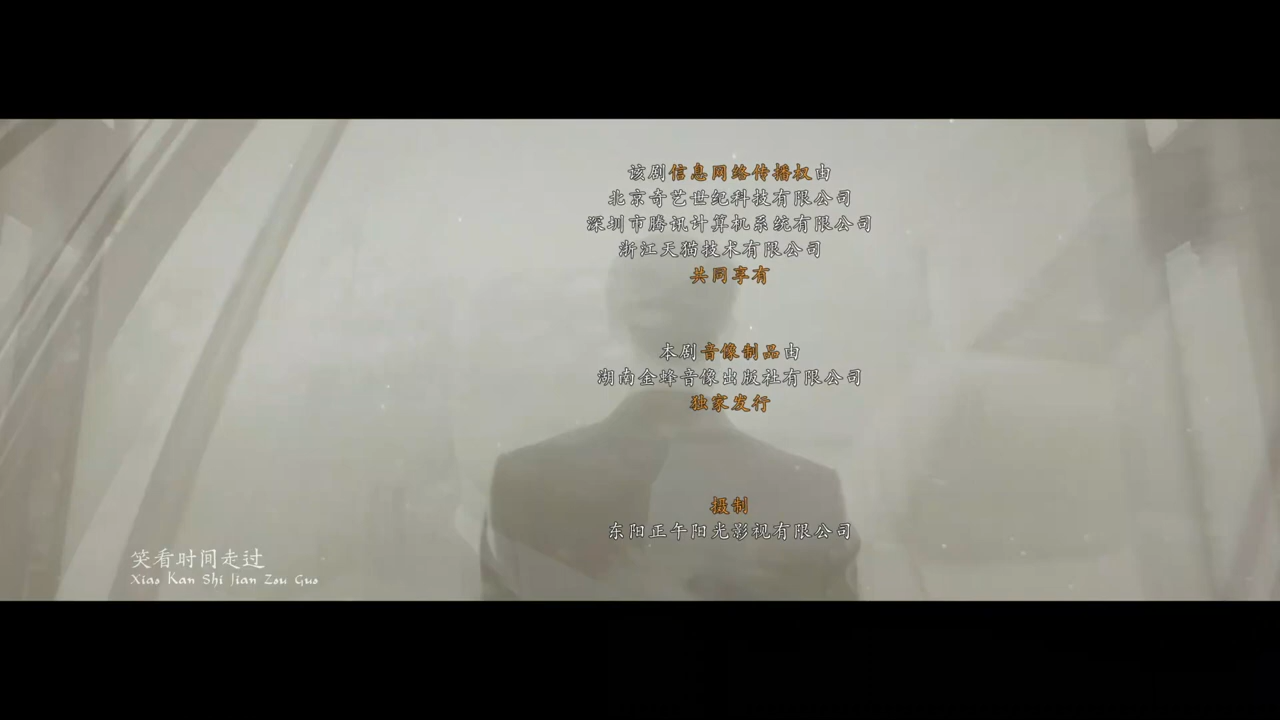 该剧信息网络传播权由
北京奇艺世纪科技有限公司
深圳市腾讯计算机系统有限公司
浙江天猫技术有限公司
共同享有
本剧音像制品由
湖南金蜂音像出版社有限公司
独家发行
摄制
东阳正午阳光影视有限公司
笑看时间走过
Xiao Kan Shi Jian Zou Guo